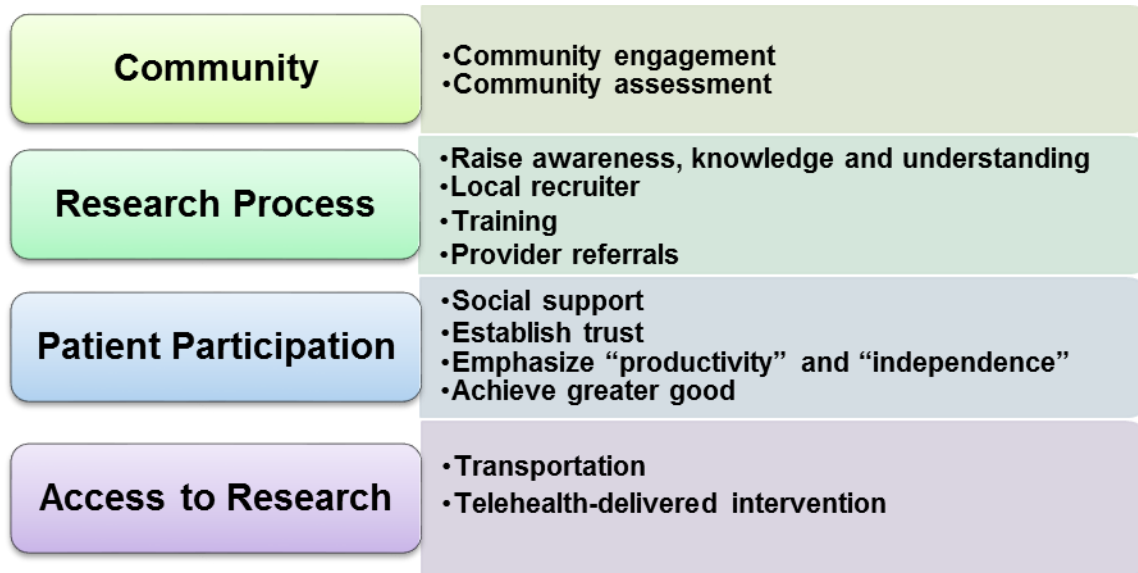 Community
•Community engagement
•Community assessment
Research Process
•Raise awareness, knowledge and understanding
•Local recruiter
•Training
•Provider referrals
Patient Participation
•Social support
•Establish trust
•Emphasize “productivity” and “independence”
•Achieve greater good
Access to Research
•Transportation
•Telehealth-delivered intervention